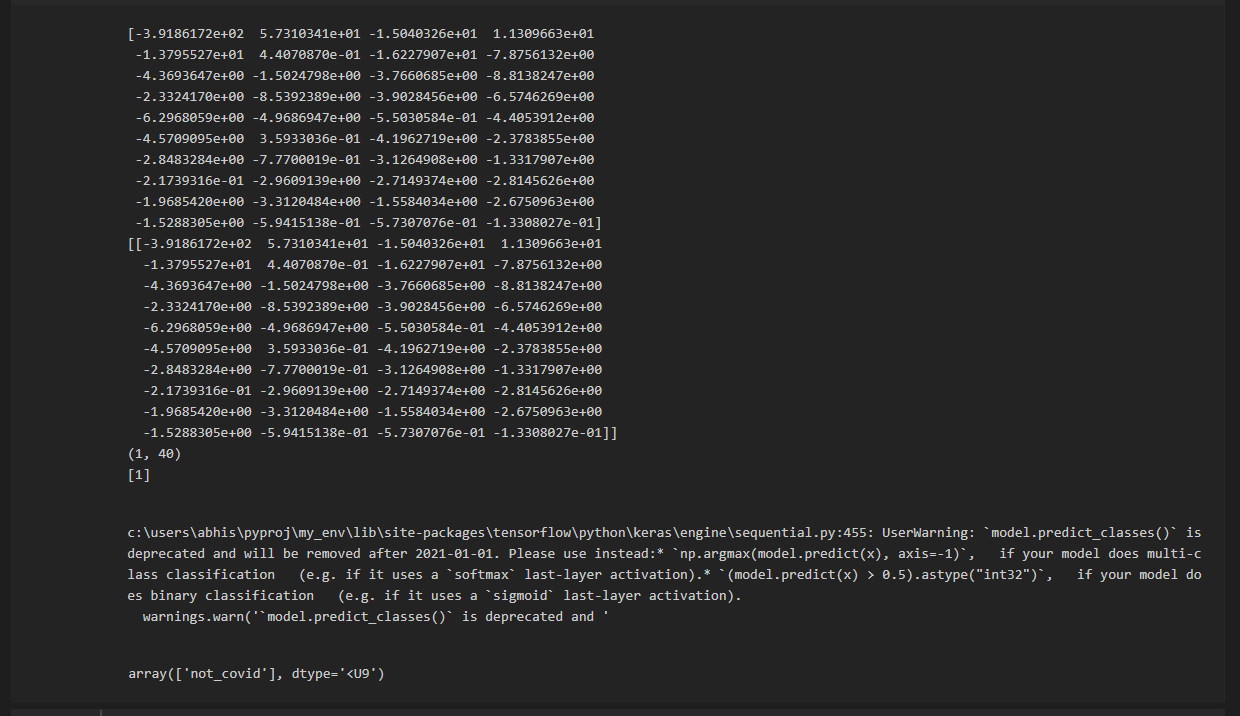 [-3.9186172e+02  5.7310341e+01 -1.5040326e+01  1.1309663e+01
 -1.3795527e+01  4.4070870e-01 -1.6227907e+01 -7.8756132e+00
 -4.3693647e+00 -1.5024798e+00 -3.7660685e+00 -8.8138247e+00
 -2.3324170e+00 -8.5392389e+00 -3.9028456e+00 -6.5746269e+00
 -6.2968059e+00 -4.9686947e+00 -5.5030584e-01 -4.4053912e+00
 -4.5709095e+00  3.5933036e-01 -4.1962719e+00 -2.3783855e+00
 -2.8483284e+00 -7.7700019e-01 -3.1264908e+00 -1.3317907e+00
 -2.1739316e-01 -2.9609139e+00 -2.7149374e+00 -2.8145626e+00
 -1.9685420e+00 -3.3120484e+00 -1.5584034e+00 -2.6750963e+00
 -1.5288305e+00 -5.9415138e-01 -5.7307076e-01 -1.3308027e-01]
[[-3.9186172e+02  5.7310341e+01 -1.5040326e+01  1.1309663e+01
  -1.3795527e+01  4.4070870e-01 -1.6227907e+01 -7.8756132e+00
  -4.3693647e+00 -1.5024798e+00 -3.7660685e+00 -8.8138247e+00
  -2.3324170e+00 -8.5392389e+00 -3.9028456e+00 -6.5746269e+00
  -6.2968059e+00 -4.9686947e+00 -5.5030584e-01 -4.4053912e+00
  -4.5709095e+00  3.5933036e-01 -4.1962719e+00 -2.3783855e+00
  -2.8483284e+00 -7.7700019e-01 -3.1264908e+00 -1.3317907e+00
  -2.1739316e-01 -2.9609139e+00 -2.7149374e+00 -2.8145626e+00
  -1.9685420e+00 -3.3120484e+00 -1.5584034e+00 -2.6750963e+00
  -1.5288305e+00 -5.9415138e-01 -5.7307076e-01 -1.3308027e-01]]
(1, 40)
[1]
c:\users\abhis\pyproj\my_env\lib\site-packages\tensorflow\python\keras\engine\sequential.py:455: UserWarning: `model.predict_classes()` is
deprecated and will be removed after 2021-01-01. Please use instead:* `np.argmax(model.predict(x), axis=-1)`,   if your model does multi-c
lass classification   (e.g. if it uses a `softmax` last-layer activation).* `(model.predict(x) > 0.5).astype("int32")`,   if your model do
es binary classification   (e.g. if it uses a `sigmoid` last-layer activation).
  warnings.warn('`model.predict_classes()` is deprecated and '
array(['not_covid'], dtype='<U9')